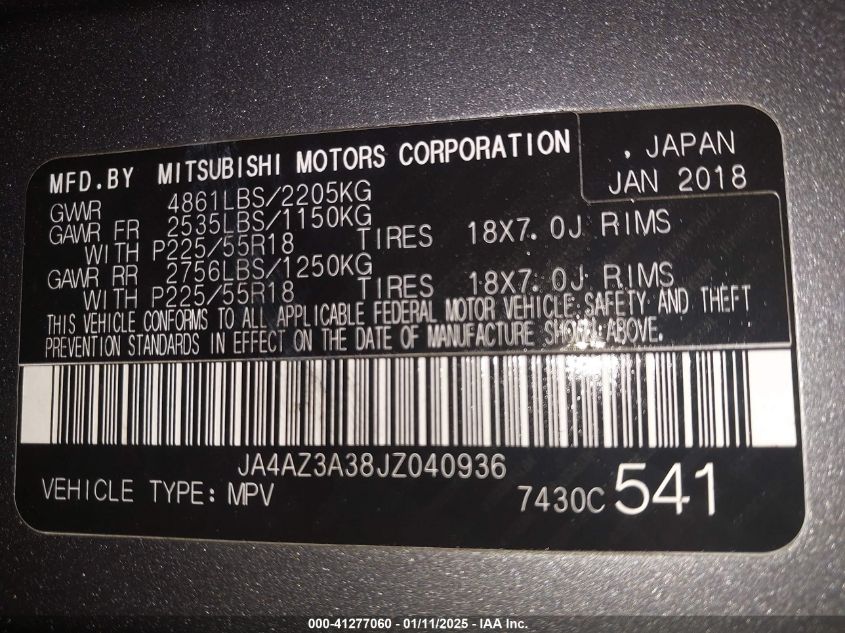 MFD.BY MITSUBISHI MOTORS CORPORATION , JAPAN
JAN 2018
GVWR 4861LBS/2205KG
GAWR FR 2535LBS/1150KG
WITH P225/55R18 TIRES 18X7.0J RIMS
GAWR RR 2756LBS/1250KG
WITH P225/55R18 TIRES 18X7.0J RIMS
THIS VEHICLE CONFORMS TO ALL APPLICABLE FEDERAL MOTOR VEHICLE SAFETY AND THEFT
PREVENTION STANDARDS IN EFFECT ON THE DATE OF MANUFACTURE SHOWN ABOVE.
JA4AZ3A38JZ040936
VEHICLE TYPE: MPV 7430C 541
000-41277060 — 01/11/2025 — IAA Inc.